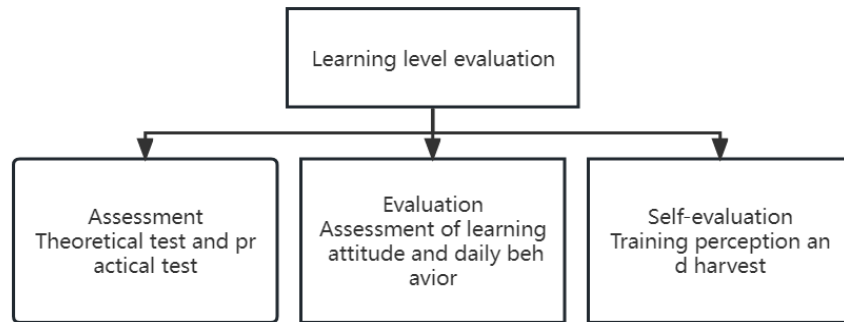 Learning level evaluation
Assessment
Theoretical test and pr
actical test
Evaluation
Assessment of learning
attitude and daily beh
avior
Self-evaluation
Training perception an
d harvest